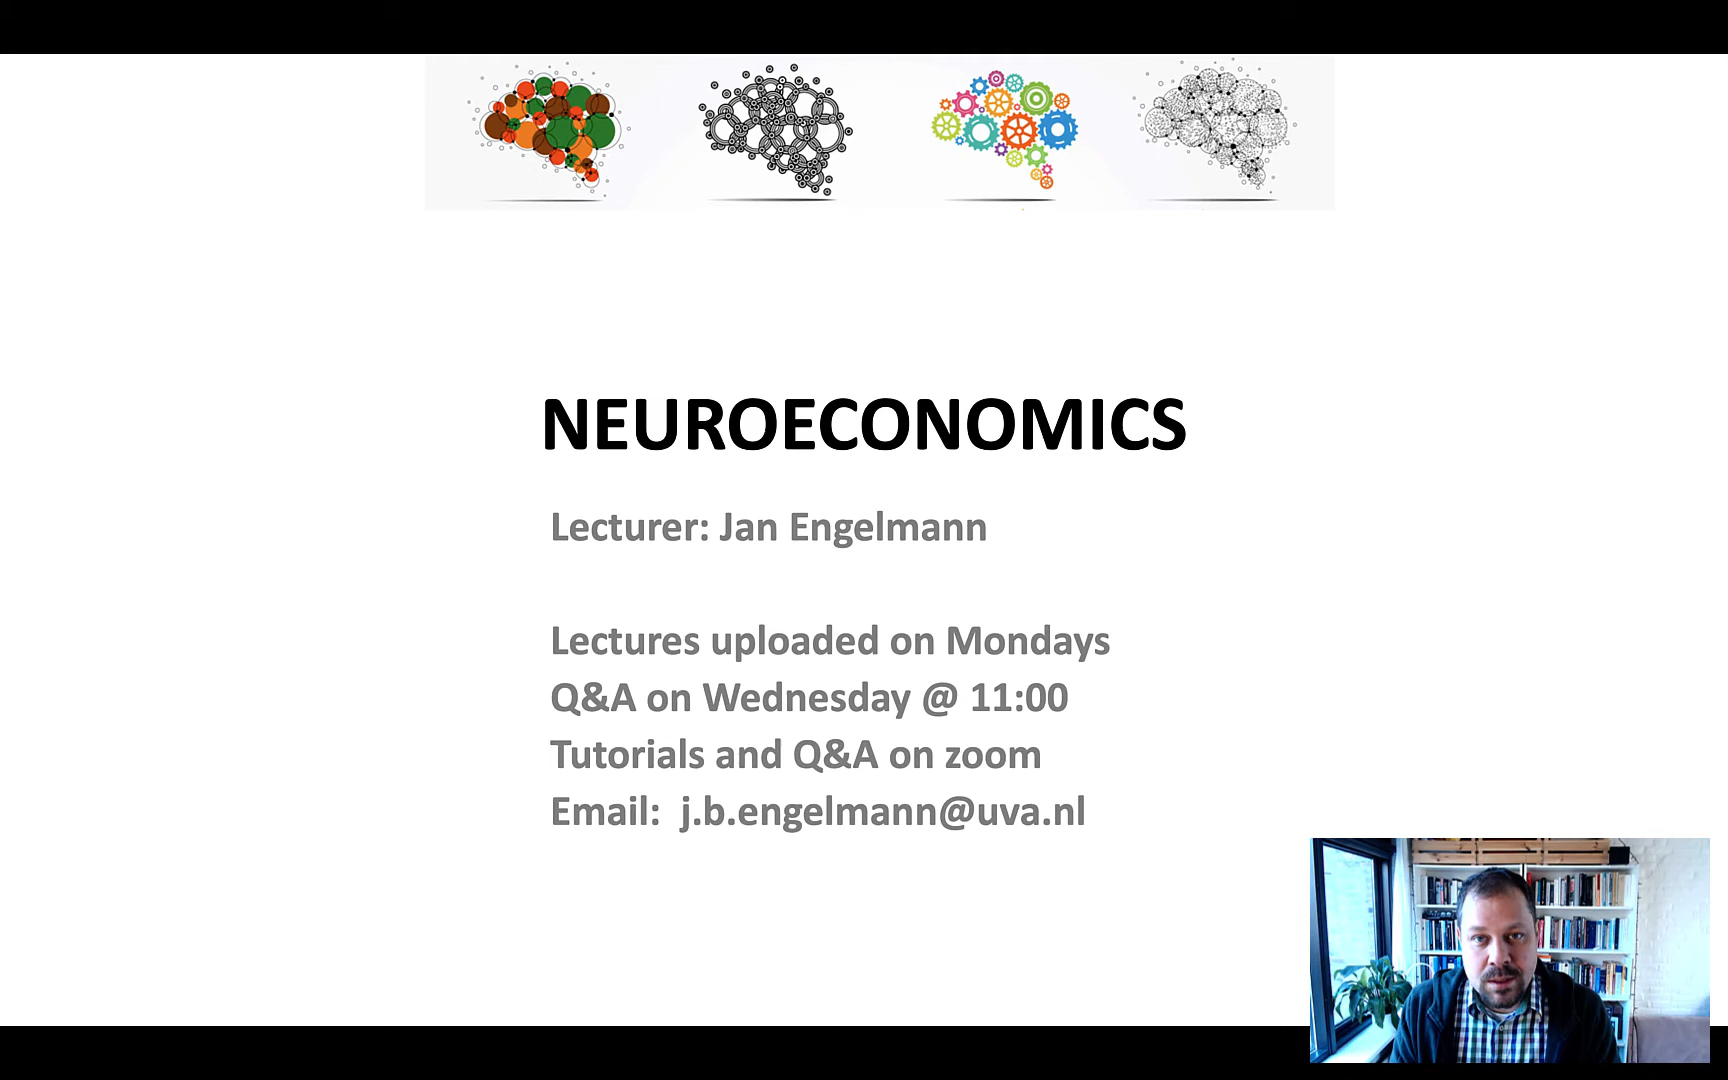 NEUROECONOMICS
Lecturer: Jan Engelmann
Lectures uploaded on Mondays
Q&A on Wednesday @ 11:00
Tutorials and Q&A on zoom
Email:  j.b.engelmann@uva.nl